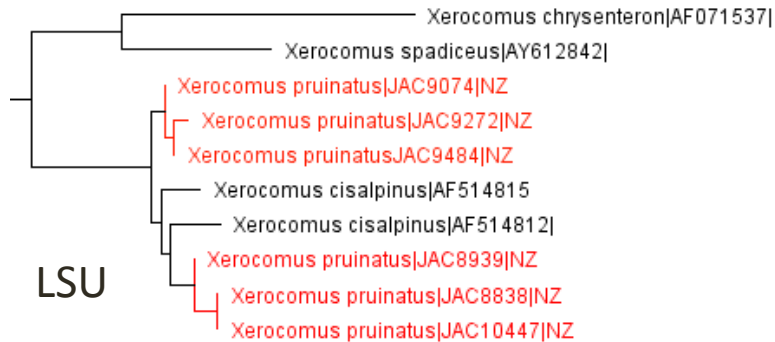 Xerocomus chrysenteron|AF071537|
Xerocomus spadiceus|AY612842|
Xerocomus pruinatus|JAC9074|NZ
Xerocomus pruinatus|JAC9272|NZ
Xerocomus pruinatusJAC9484|NZ
Xerocomus cisalpinus|AF514815
Xerocomus cisalpinus|AF514812|
Xerocomus pruinatus|JAC8939|NZ
LSU
Xerocomus pruinatus|JAC8838|NZ
Xerocomus pruinatus|JAC10447|NZ